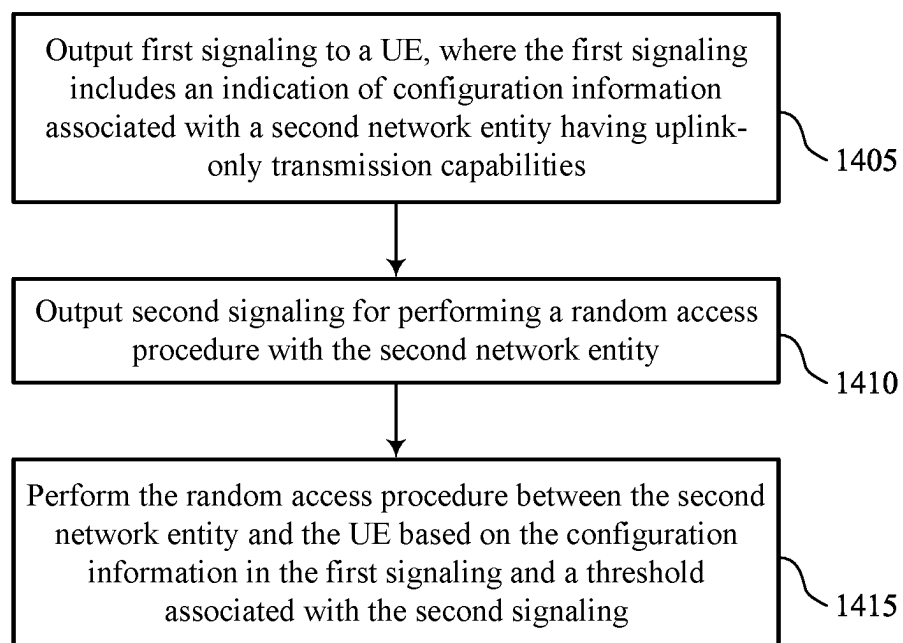 Output first signaling to a UE, where the first signaling
includes an indication of configuration information
associated with a second network entity having uplink-
only transmission capabilities
1405
Output second signaling for performing a random access
procedure with the second network entity
1410
Perform the random access procedure between the second
network entity and the UE based on the configuration
information in the first signaling and a threshold
associated with the second signaling
1415